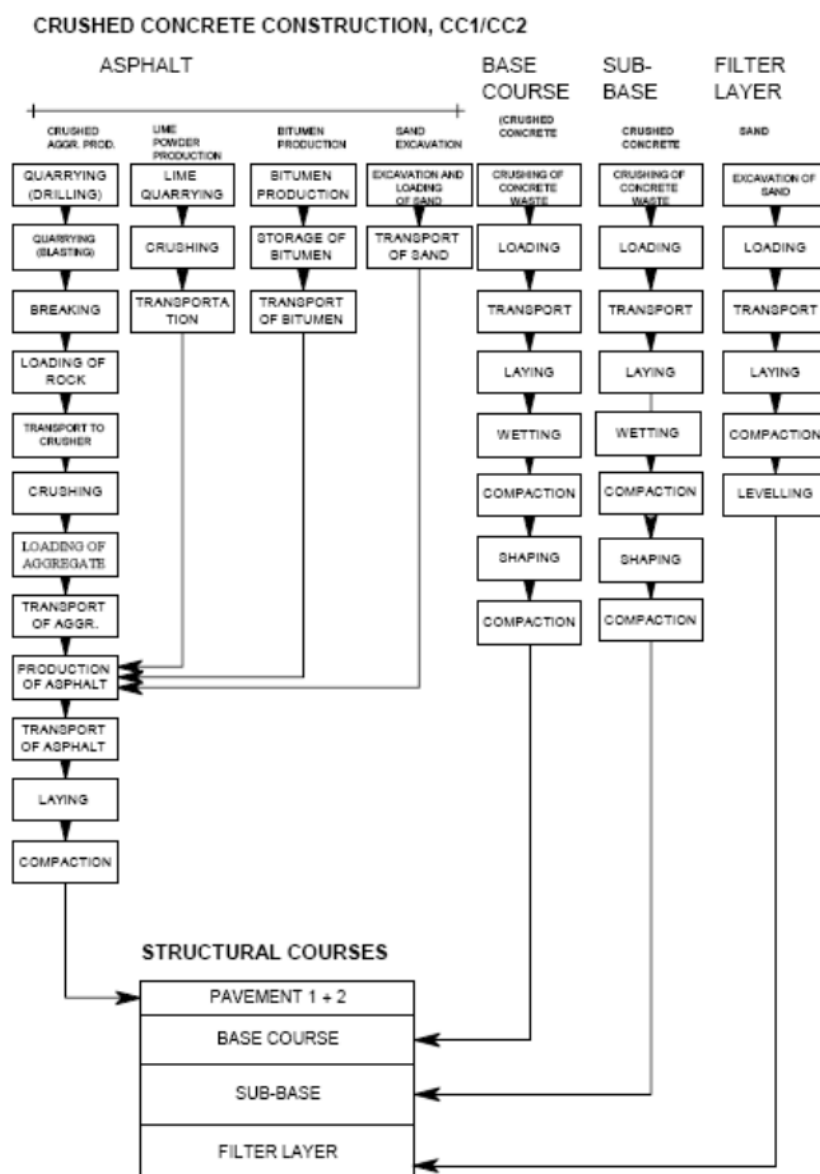 CRUSHED CONCRETE CONSTRUCTION, CC1/CC2
ASPHALT
BASE
COURSE
SUB-
BASE
FILTER
LAYER
CRUSHED
AGGR. PROD.
LIME
POWDER
PRODUCTION
BITUMEN
PRODUCTION
SAND
EXCAVATION
(CRUSHED
CONCRETE
CRUSHED
CONCRETE
SAND
QUARRYING
(DRILLING)
QUARRYING
(BLASTING)
BREAKING
LOADING OF
ROCK
TRANSPORT TO
CRUSHER
CRUSHING
LOADING OF
AGGREGATE
TRANSPORT
OF AGGR.
PRODUCTION
OF ASPHALT
TRANSPORT
OF ASPHALT
LAYING
COMPACTION
LIME
QUARRYING
CRUSHING
TRANSPORTA
TION
BITUMEN
PRODUCTION
STORAGE OF
BITUMEN
TRANSPORT
OF BITUMEN
EXCAVATION AND
LOADING
OF SAND
TRANSPORT
OF SAND
CRUSHING OF
CONCRETE
WASTE
LOADING
TRANSPORT
LAYING
WETTING
COMPACTION
SHAPING
COMPACTION
CRUSHING OF
CONCRETE
WASTE
LOADING
TRANSPORT
LAYING
WETTING
COMPACTION
SHAPING
COMPACTION
EXCAVATION OF
SAND
LOADING
TRANSPORT
LAYING
COMPACTION
LEVELLING
STRUCTURAL COURSES
PAVEMENT 1 + 2
BASE COURSE
SUB-BASE
FILTER LAYER